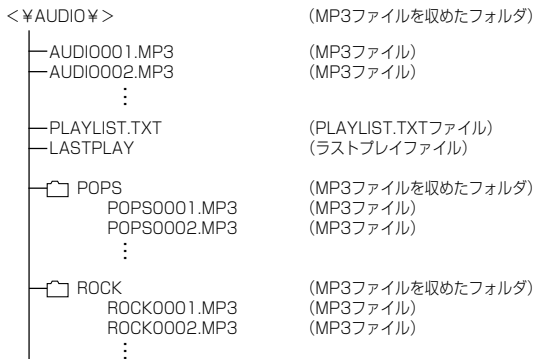 <¥AUDIO¥> (MP3ファイルを収めたフォルダ)
AUDIO001.MP3 (MP3ファイル)
AUDIO002.MP3 (MP3ファイル)
⋮
PLAYLIST.TXT (PLAYLIST.TXTファイル)
LASTPLAY (ラストプレイファイル)
POPS (MP3ファイルを収めたフォルダ)
POPS0001.MP3 (MP3ファイル)
POPS0002.MP3 (MP3ファイル)
⋮
ROCK (MP3ファイルを収めたフォルダ)
ROCK0001.MP3 (MP3ファイル)
ROCK0002.MP3 (MP3ファイル)
⋮